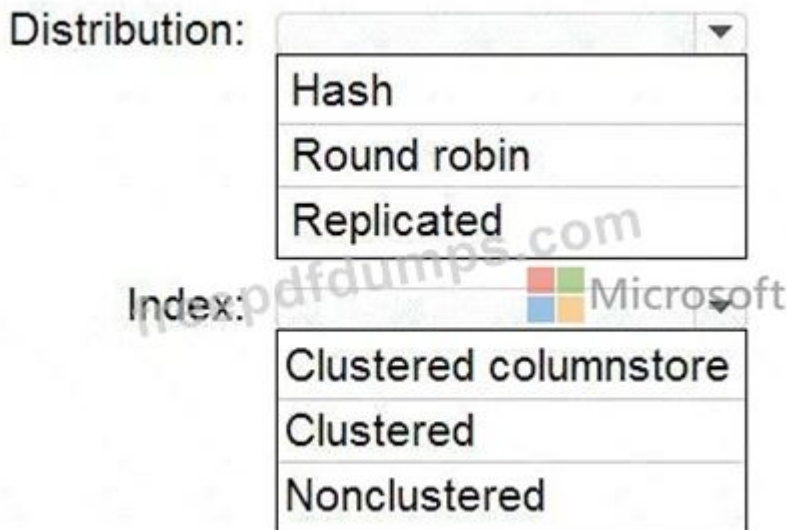 Distribution:
Hash
Round robin
Replicated
Index:
Microsoft
Clustered columnstore
Clustered
Nonclustered